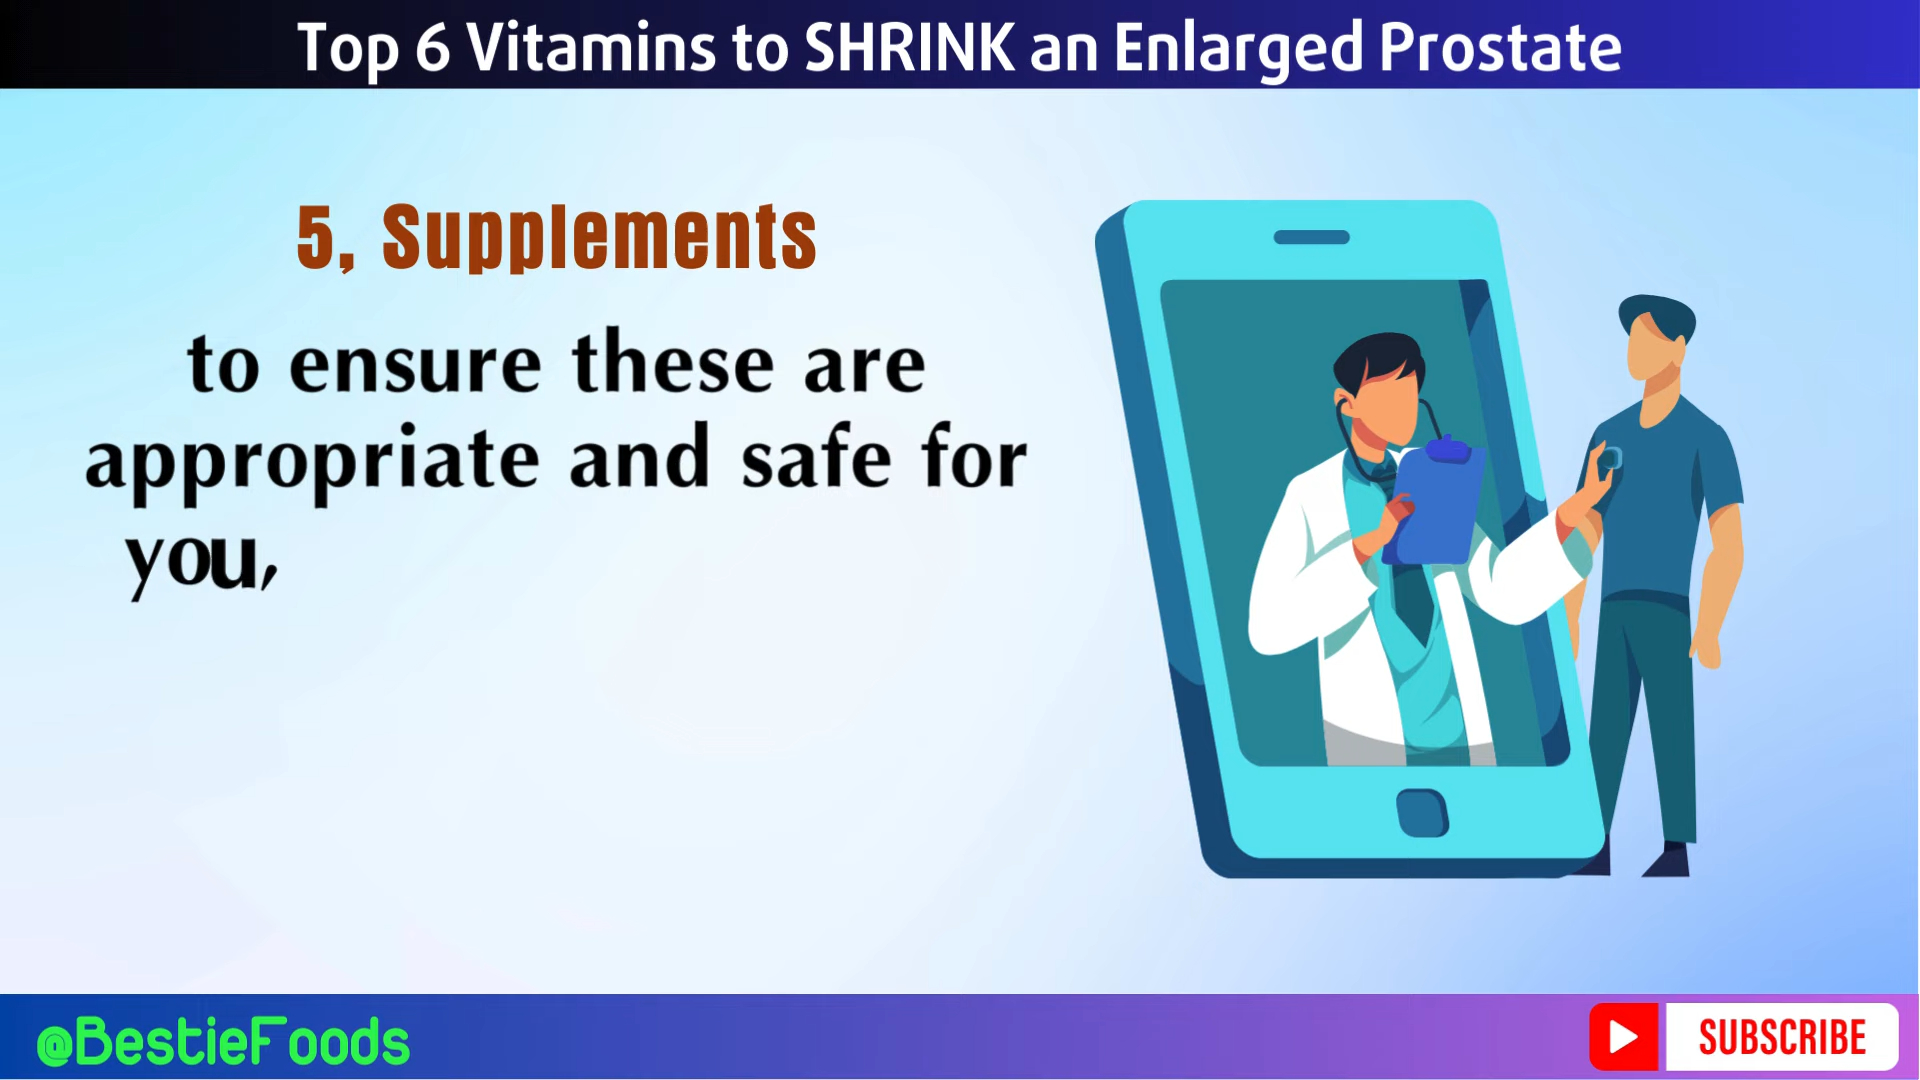 Top 6 Vitamins to SHRINK an Enlarged Prostate
5, Supplements
to ensure these are
appropriate and safe for
you,
@BestieFoods
SUBSCRIBE